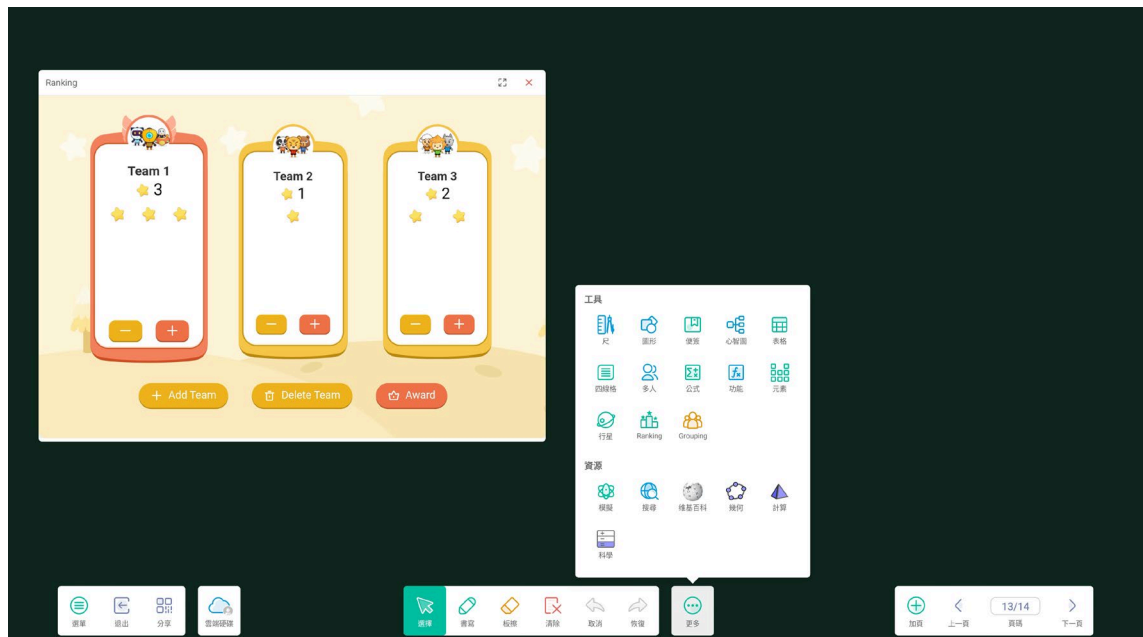 Ranking
Team 1
3
Team 2
1
Team 3
2
+ Add Team
Delete Team
Award
工具
尺
圖形
便簽
心智圖
表格
四線格
多人
公式
功能
元素
行星
Ranking
Grouping
資源
模擬
搜尋
维基百科
幾何
計算
科學
選單
退出
分享
雲端硬碟
選擇
書寫
板擦
清除
取消
恢復
更多
加頁
上一頁
13/14
頁碼
下一頁